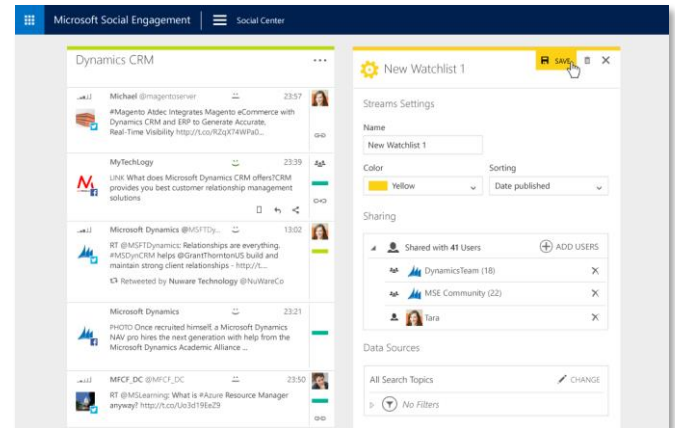 Microsoft Social Engagement
Social Center
Dynamics CRM
Michael @magentoserver 23:57
#Magento Atdec Integrates Magento eCommerce with
Dynamics CRM and ERP to Generate Accurate,
Real-Time Visibility http://t.co/RZqX74WPa0...
MyTechLogy 23:39
LINK What does Microsoft Dynamics CRM offers?CRM
provides you best customer relationship management
solutions
Microsoft Dynamics @MSFTDy... 13:02
RT @MSFTDynamics: Relationships are everything.
#MSDynCRM helps @GrantThorntonUS build and
maintain strong client relationships - http://t....
Retweeted by Nuware Technology @NuWareCo
Microsoft Dynamics 23:21
PHOTO Once recruited himself, a Microsoft Dynamics
NAV pro hires the next generation with help from the
Microsoft Dynamics Academic Alliance ...
MFCF_DC @MFCF_DC 23:50
RT @MSLearning: What is #Azure Resource Manager
anyway? http://t.co/Uo3d19EeZ9
New Watchlist 1
SAVE
Streams Settings
Name
New Watchlist 1
Color Sorting
Yellow Date published
Sharing
Shared with 41 Users ADD USERS
DynamicsTeam (18)
MSE Community (22)
Tara
Data Sources
All Search Topics CHANGE
No Filters